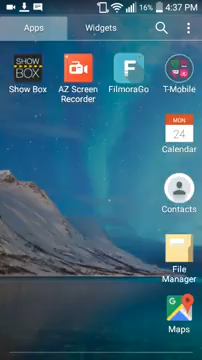 16% 4:37 PM
Apps Widgets
SHOW
BOX
Show Box
AZ Screen
Recorder
FilmoraGo
T-Mobile
MON
24
Calendar
Contacts
File
Manager
Maps